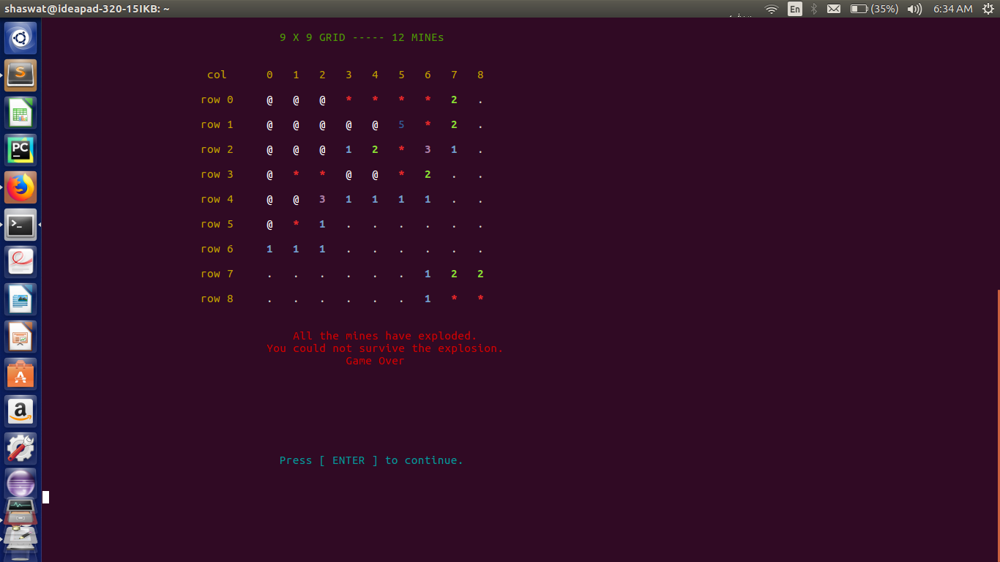 shaswat@ideapad-320-15IKB: ~ En (35%) 6:34 AM
9 X 9 GRID ----- 12 MINEs
col 0 1 2 3 4 5 6 7 8
row 0 @ @ @ * * * * 2 .
row 1 @ @ @ @ @ 5 * 2 .
row 2 @ @ @ 1 2 * 3 1 .
row 3 @ * * @ @ * 2 . .
row 4 @ @ 3 1 1 1 1 . .
row 5 @ * 1 . . . . . .
row 6 1 1 1 . . . . . .
row 7 . . . . . . 1 2 2
row 8 . . . . . . 1 * *
All the mines have exploded.
You could not survive the explosion.
Game Over
Press [ ENTER ] to continue.
S
PC
>_
A
a